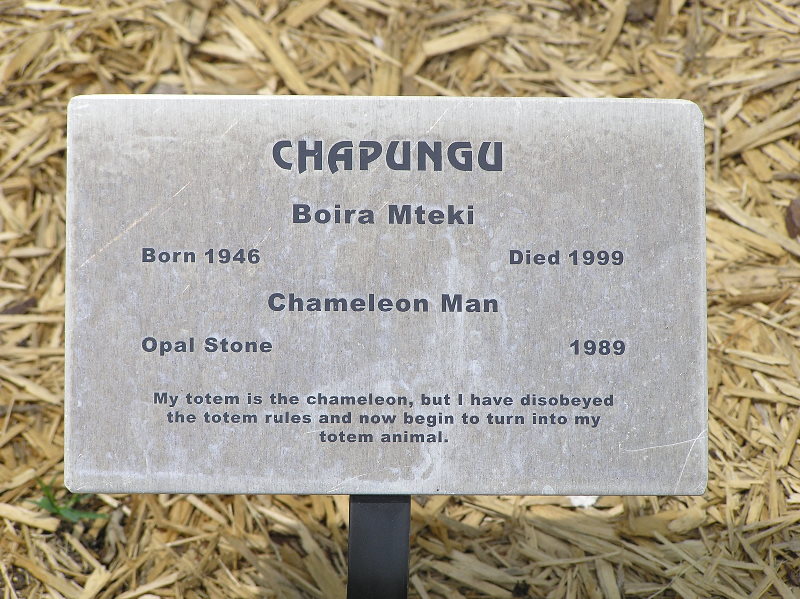 CHAPUNGU
Boira Mteki
Born 1946 Died 1999
Chameleon Man
Opal Stone 1989
My totem is the chameleon, but I have disobeyed
the totem rules and now begin to turn into my
totem animal.